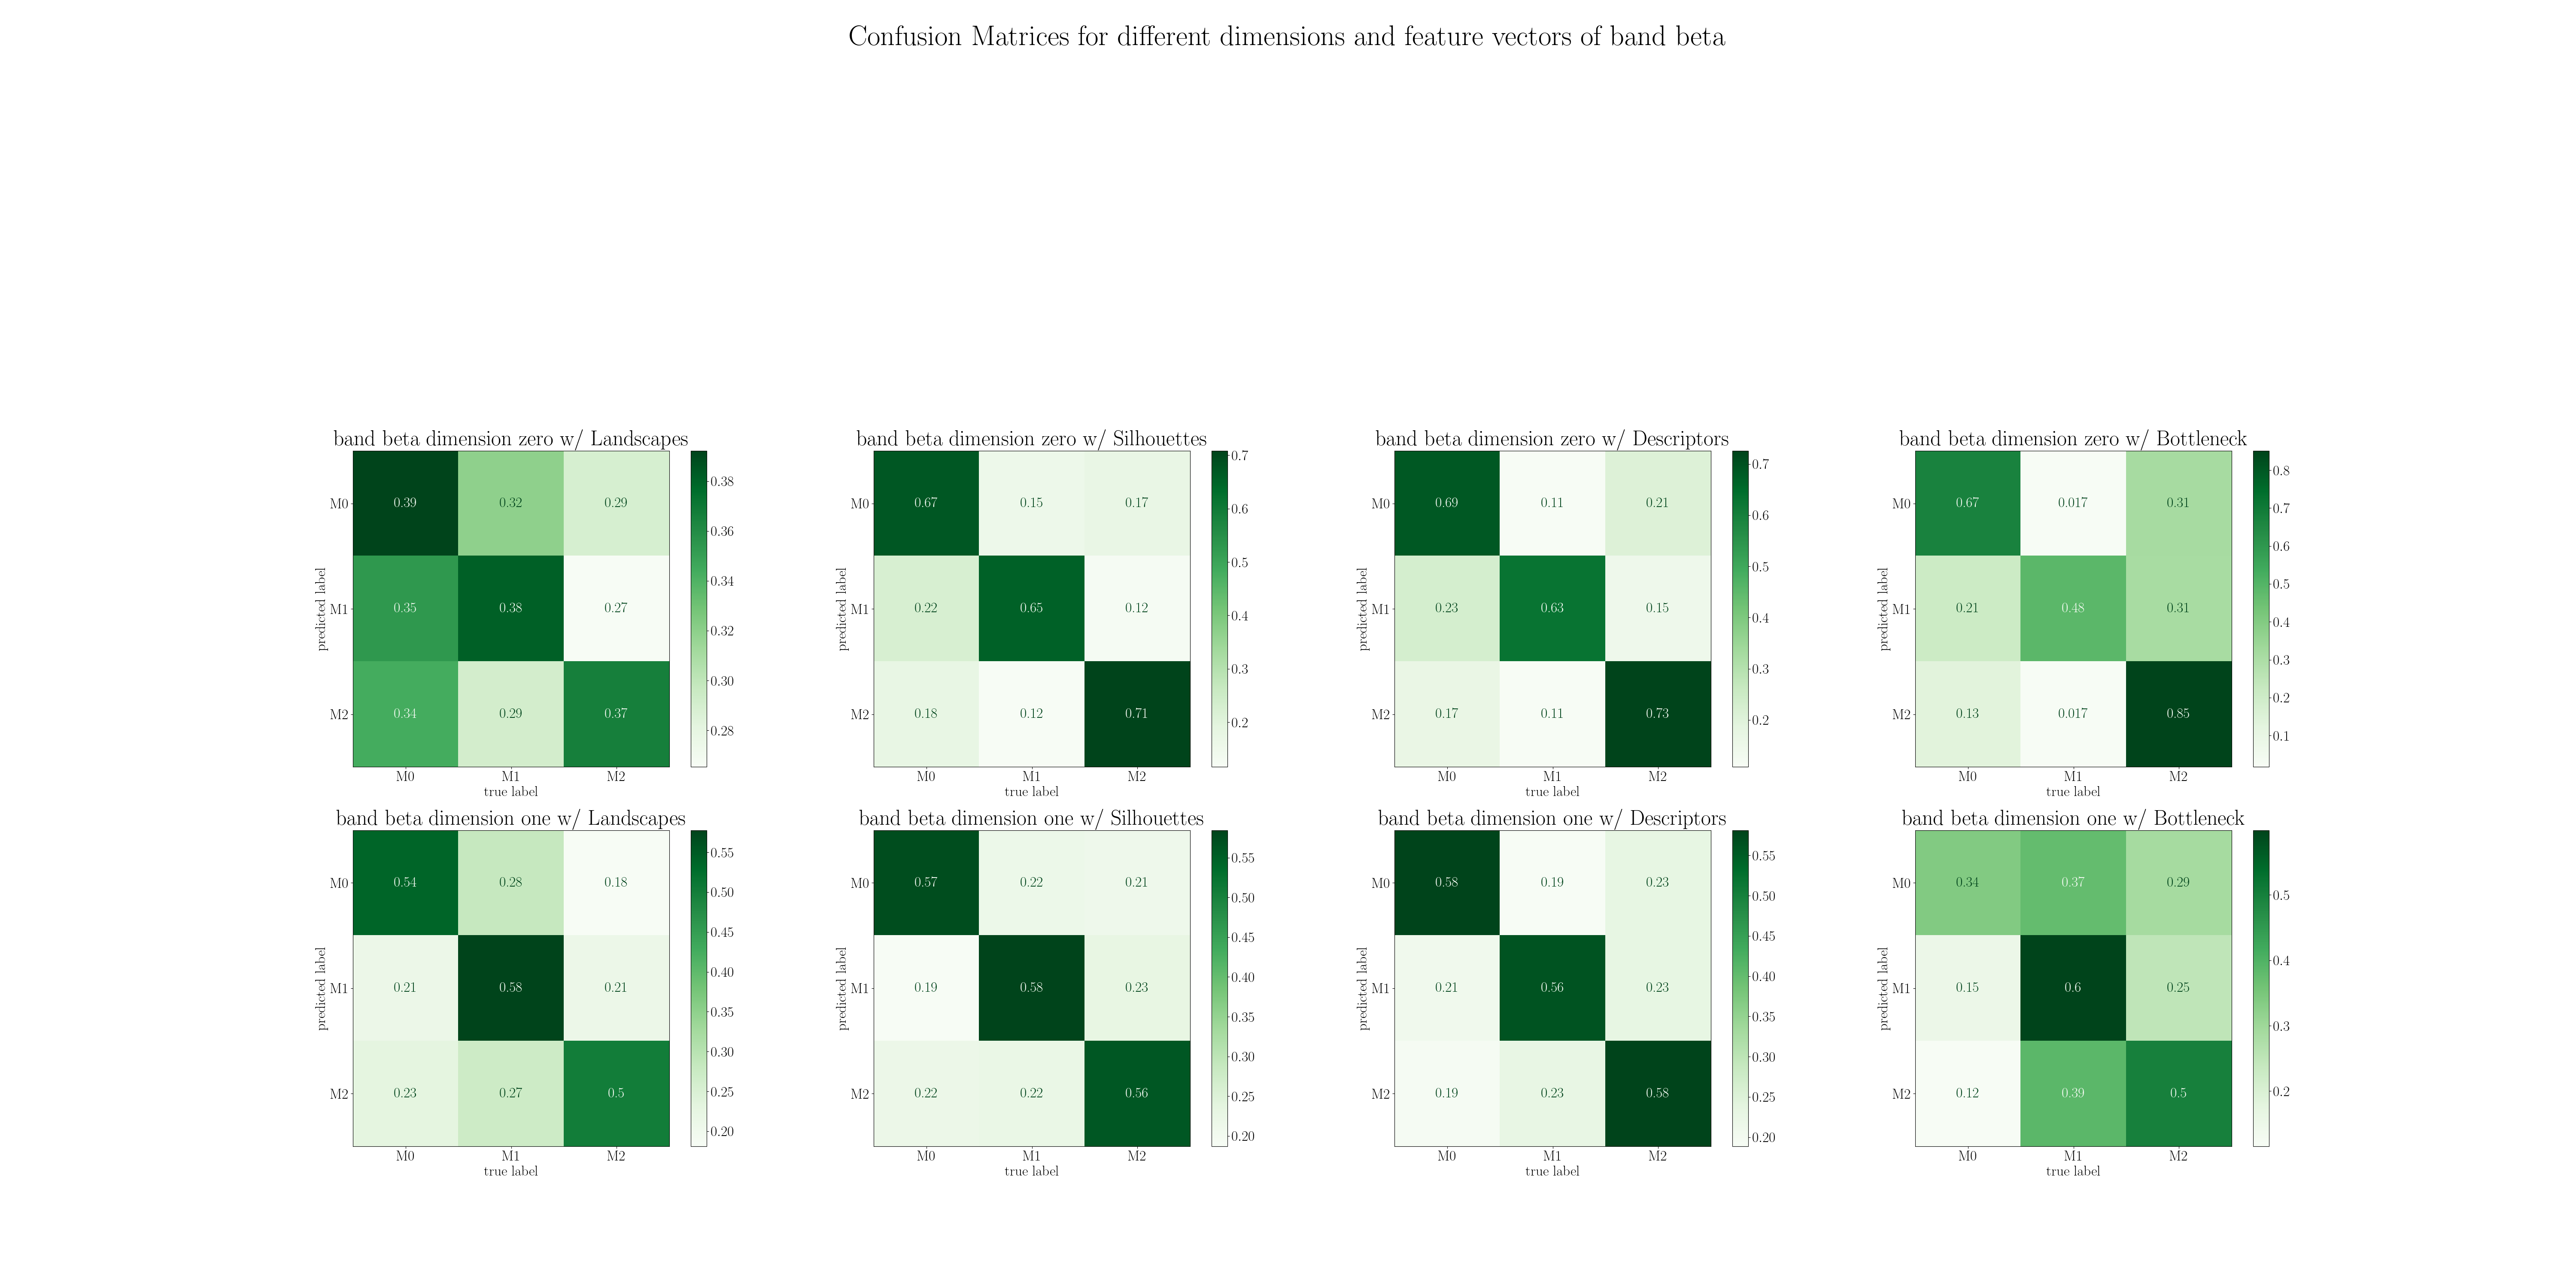 Confusion Matrices for different dimensions and feature vectors of band beta
band beta dimension zero w/ Landscapes
predicted label
M0
M1
M2
0.39 0.32 0.29
0.35 0.38 0.27
0.34 0.29 0.37
M0 M1 M2
true label
0.38
0.36
0.34
0.32
0.30
0.28
band beta dimension zero w/ Silhouettes
predicted label
M0
M1
M2
0.67 0.15 0.17
0.22 0.65 0.12
0.18 0.12 0.71
M0 M1 M2
true label
0.7
0.6
0.5
0.4
0.3
0.2
band beta dimension zero w/ Descriptors
predicted label
M0
M1
M2
0.69 0.11 0.21
0.23 0.63 0.15
0.17 0.11 0.73
M0 M1 M2
true label
0.7
0.6
0.5
0.4
0.3
0.2
band beta dimension zero w/ Bottleneck
predicted label
M0
M1
M2
0.67 0.017 0.31
0.21 0.48 0.31
0.13 0.017 0.85
M0 M1 M2
true label
0.8
0.7
0.6
0.5
0.4
0.3
0.2
0.1
band beta dimension one w/ Landscapes
predicted label
M0
M1
M2
0.54 0.28 0.18
0.21 0.58 0.21
0.23 0.27 0.5
M0 M1 M2
true label
0.55
0.50
0.45
0.40
0.35
0.30
0.25
0.20
band beta dimension one w/ Silhouettes
predicted label
M0
M1
M2
0.57 0.22 0.21
0.19 0.58 0.23
0.22 0.22 0.56
M0 M1 M2
true label
0.55
0.50
0.45
0.40
0.35
0.30
0.25
0.20
band beta dimension one w/ Descriptors
predicted label
M0
M1
M2
0.58 0.19 0.23
0.21 0.56 0.23
0.19 0.23 0.58
M0 M1 M2
true label
0.55
0.50
0.45
0.40
0.35
0.30
0.25
0.20
band beta dimension one w/ Bottleneck
predicted label
M0
M1
M2
0.34 0.37 0.29
0.15 0.6 0.25
0.12 0.39 0.5
M0 M1 M2
true label
0.5
0.4
0.3
0.2